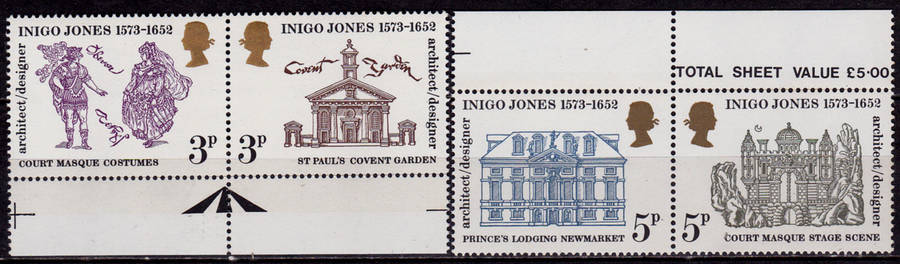 INIGO JONES 1573-1652
architect/designer
Oberon
3p
COURT MASQUE COSTUMES
INIGO JONES 1573-1652
architect/designer
Covent Garden
3p
ST PAUL'S COVENT GARDEN
TOTAL SHEET VALUE £5·00
INIGO JONES 1573-1652
architect/designer
5p
PRINCE'S LODGING NEWMARKET
INIGO JONES 1573-1652
architect/designer
5p
COURT MASQUE STAGE SCENE